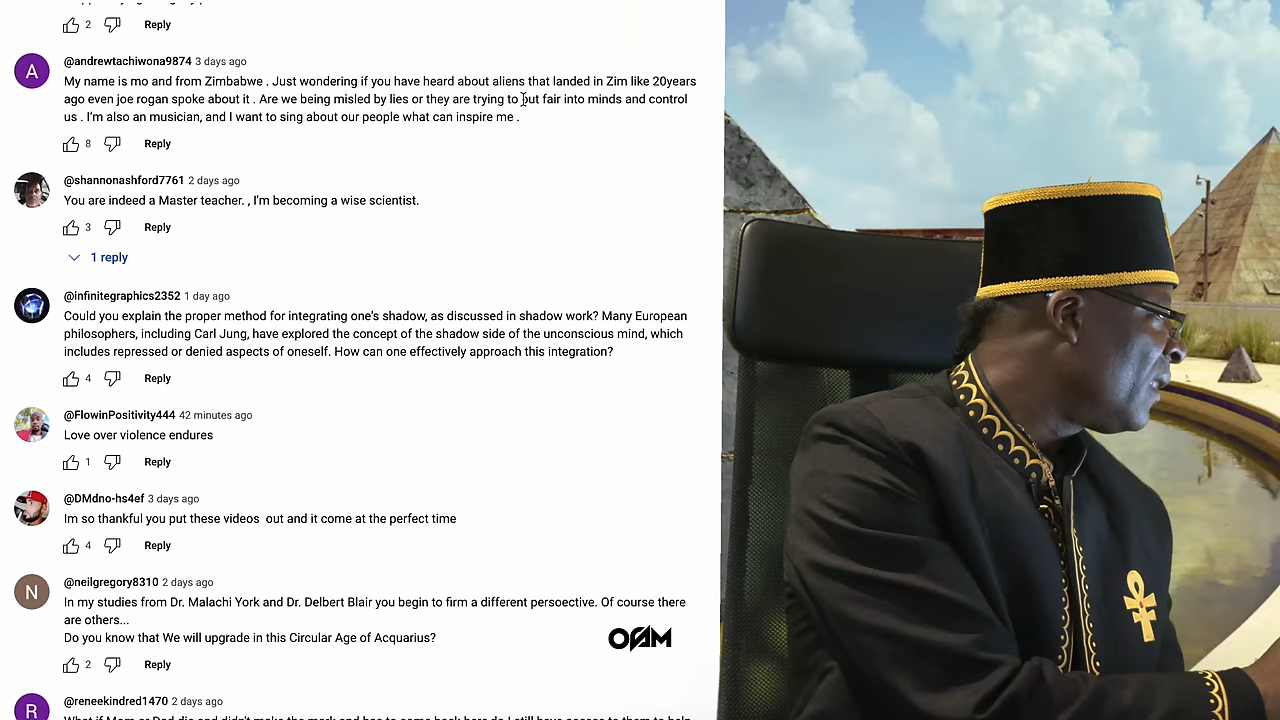 2 Reply
A
@andrewtachiwona9874 3 days ago
My name is mo and from Zimbabwe . Just wondering if you have heard about aliens that landed in Zim like 20years
ago even joe rogan spoke about it . Are we being misled by lies or they are trying to put fair into minds and control
us . I'm also an musician, and I want to sing about our people what can inspire me .
8 Reply
@shannonashford7761 2 days ago
You are indeed a Master teacher. , I'm becoming a wise scientist.
3 Reply
1 reply
@infinitegraphics2352 1 day ago
Could you explain the proper method for integrating one's shadow, as discussed in shadow work? Many European
philosophers, including Carl Jung, have explored the concept of the shadow side of the unconscious mind, which
includes repressed or denied aspects of oneself. How can one effectively approach this integration?
4 Reply
@FlowinPositivity444 42 minutes ago
Love over violence endures
1 Reply
@DMdno-hs4ef 3 days ago
Im so thankful you put these videos out and it come at the perfect time
4 Reply
N
@neilgregory8310 2 days ago
In my studies from Dr. Malachi York and Dr. Delbert Blair you begin to firm a different persoective. Of course there
are others...
Do you know that We will upgrade in this Circular Age of Acquarius?
2 Reply
R
@reneekindred1470 2 days ago